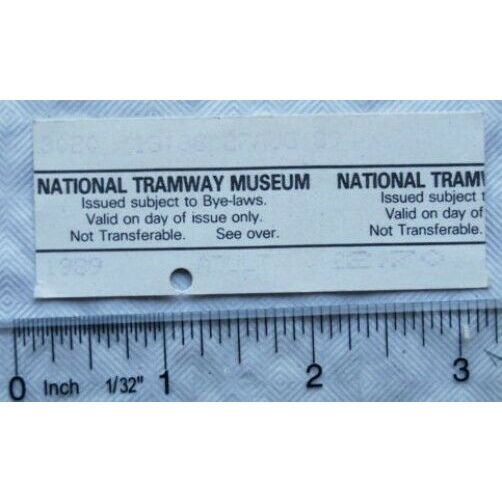 NATIONAL TRAMWAY MUSEUM NATIONAL TRAM
Issued subject to Bye-laws. Issued subject t
Valid on day of issue only. Valid on day of
Not Transferable. See over. Not Transferable.
1989
0 Inch 1/32" 1 2 3